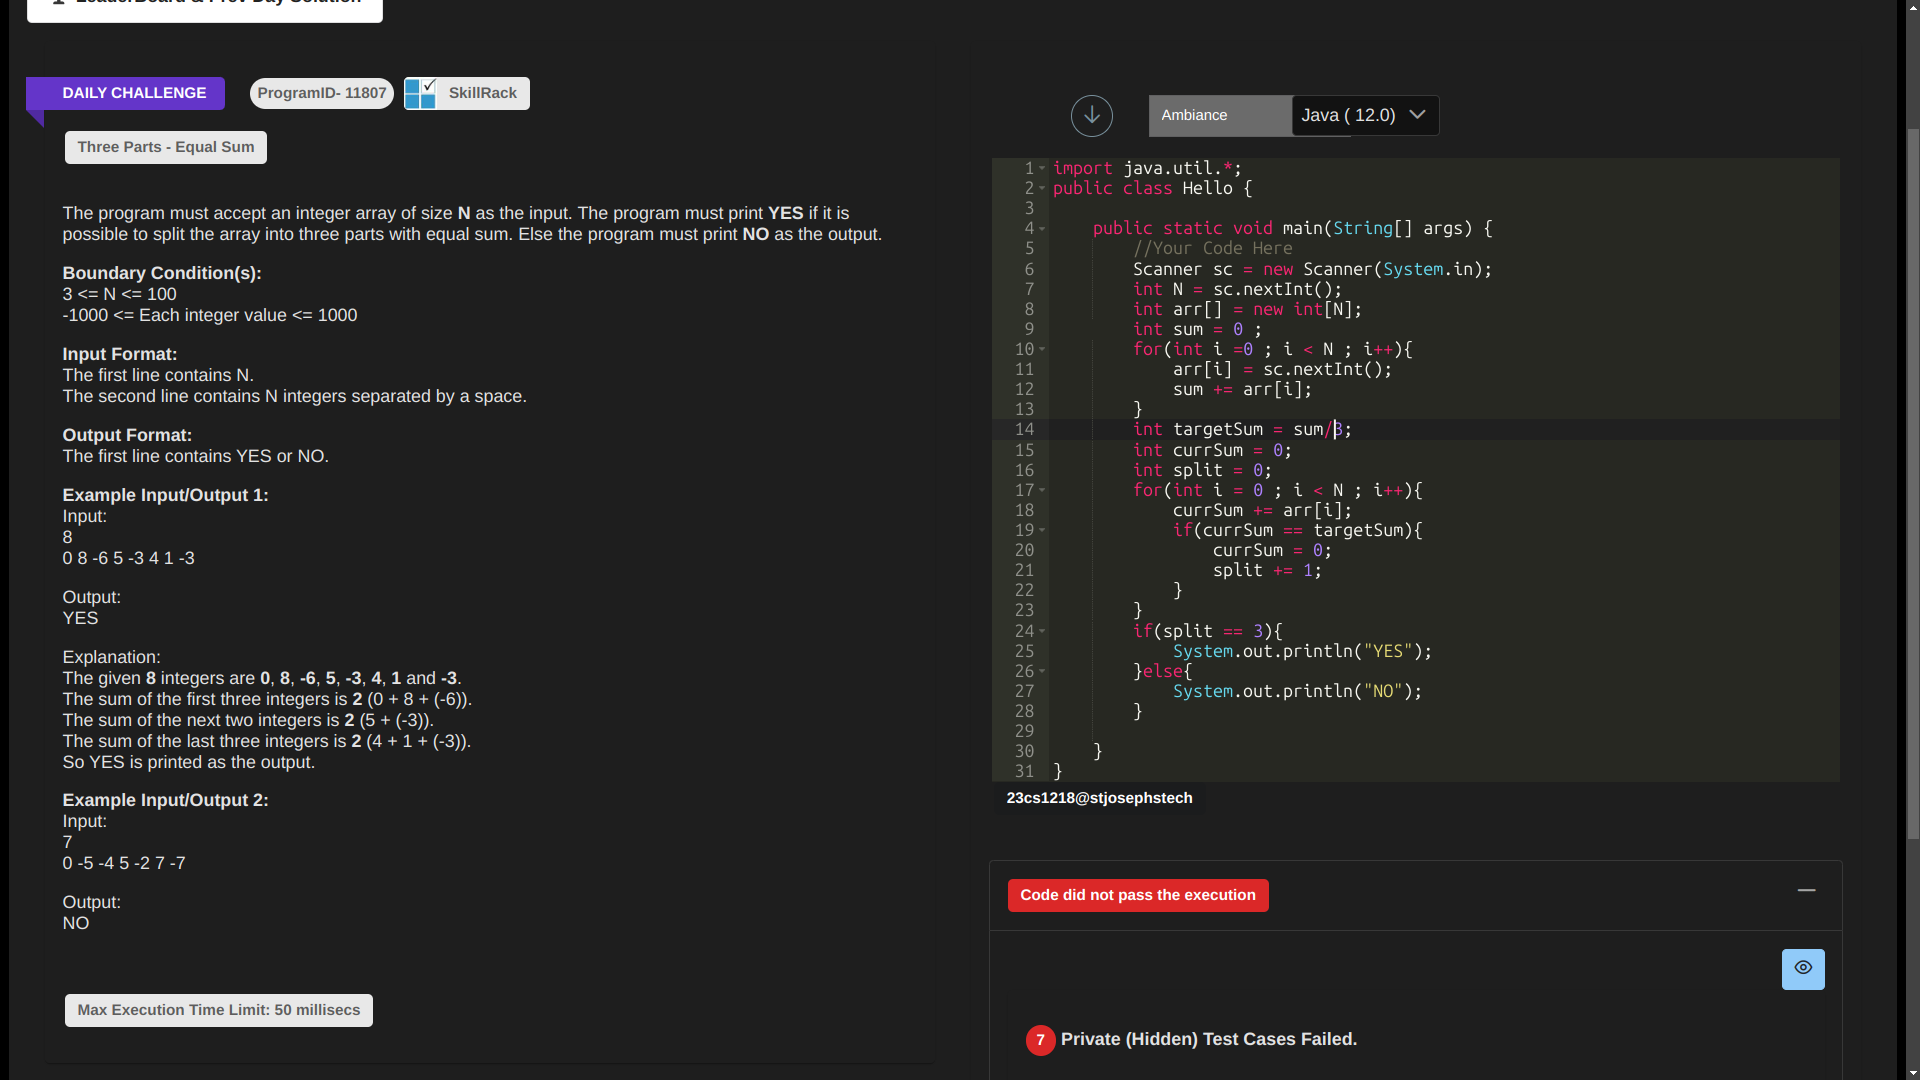 LeaderBoard & Prev Day Solution
DAILY CHALLENGE
ProgramID- 11807
SkillRack
Three Parts - Equal Sum
The program must accept an integer array of size N as the input. The program must print YES if it is
possible to split the array into three parts with equal sum. Else the program must print NO as the output.
Boundary Condition(s):
3 <= N <= 100
-1000 <= Each integer value <= 1000
Input Format:
The first line contains N.
The second line contains N integers separated by a space.
Output Format:
The first line contains YES or NO.
Example Input/Output 1:
Input:
8
0 8 -6 5 -3 4 1 -3
Output:
YES
Explanation:
The given 8 integers are 0, 8, -6, 5, -3, 4, 1 and -3.
The sum of the first three integers is 2 (0 + 8 + (-6)).
The sum of the next two integers is 2 (5 + (-3)).
The sum of the last three integers is 2 (4 + 1 + (-3)).
So YES is printed as the output.
Example Input/Output 2:
Input:
7
0 -5 -4 5 -2 7 -7
Output:
NO
Max Execution Time Limit: 50 millisecs
Ambiance
Java ( 12.0)
1 import java.util.*;
2 public class Hello {
3
4     public static void main(String[] args) {
5         //Your Code Here
6         Scanner sc = new Scanner(System.in);
7         int N = sc.nextInt();
8         int arr[] = new int[N];
9         int sum = 0 ;
10         for(int i =0 ; i < N ; i++){
11             arr[i] = sc.nextInt();
12             sum += arr[i];
13         }
14         int targetSum = sum/3;
15         int currSum = 0;
16         int split = 0;
17         for(int i = 0 ; i < N ; i++){
18             currSum += arr[i];
19             if(currSum == targetSum){
20                 currSum = 0;
21                 split += 1;
22             }
23         }
24         if(split == 3){
25             System.out.println("YES");
26         }else{
27             System.out.println("NO");
28         }
29
30     }
31 }
23cs1218@stjosephstech
Code did not pass the execution
7 Private (Hidden) Test Cases Failed.